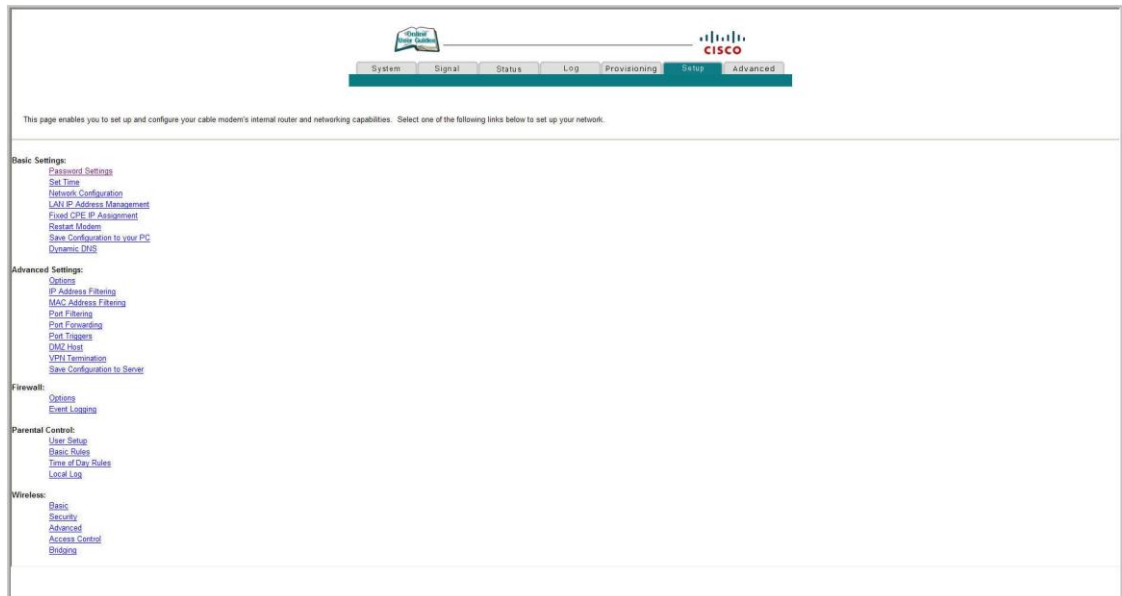 Online
User Guides
CISCO
System Signal Status Log Provisioning Setup Advanced
This page enables you to set up and configure your cable modem's internal router and networking capabilities. Select one of the following links below to set up your network.
Basic Settings:
Password Settings
Set Time
Network Configuration
LAN IP Address Management
Fixed CPE IP Assignment
Restart Modem
Save Configuration to your PC
Dynamic DNS
Advanced Settings:
Options
IP Address Filtering
MAC Address Filtering
Port Filtering
Port Forwarding
Port Triggers
DMZ Host
VPN Termination
Save Configuration to Server
Firewall:
Options
Event Logging
Parental Control:
User Setup
Basic Rules
Time of Day Rules
Local Log
Wireless:
Basic
Security
Advanced
Access Control
Bridging